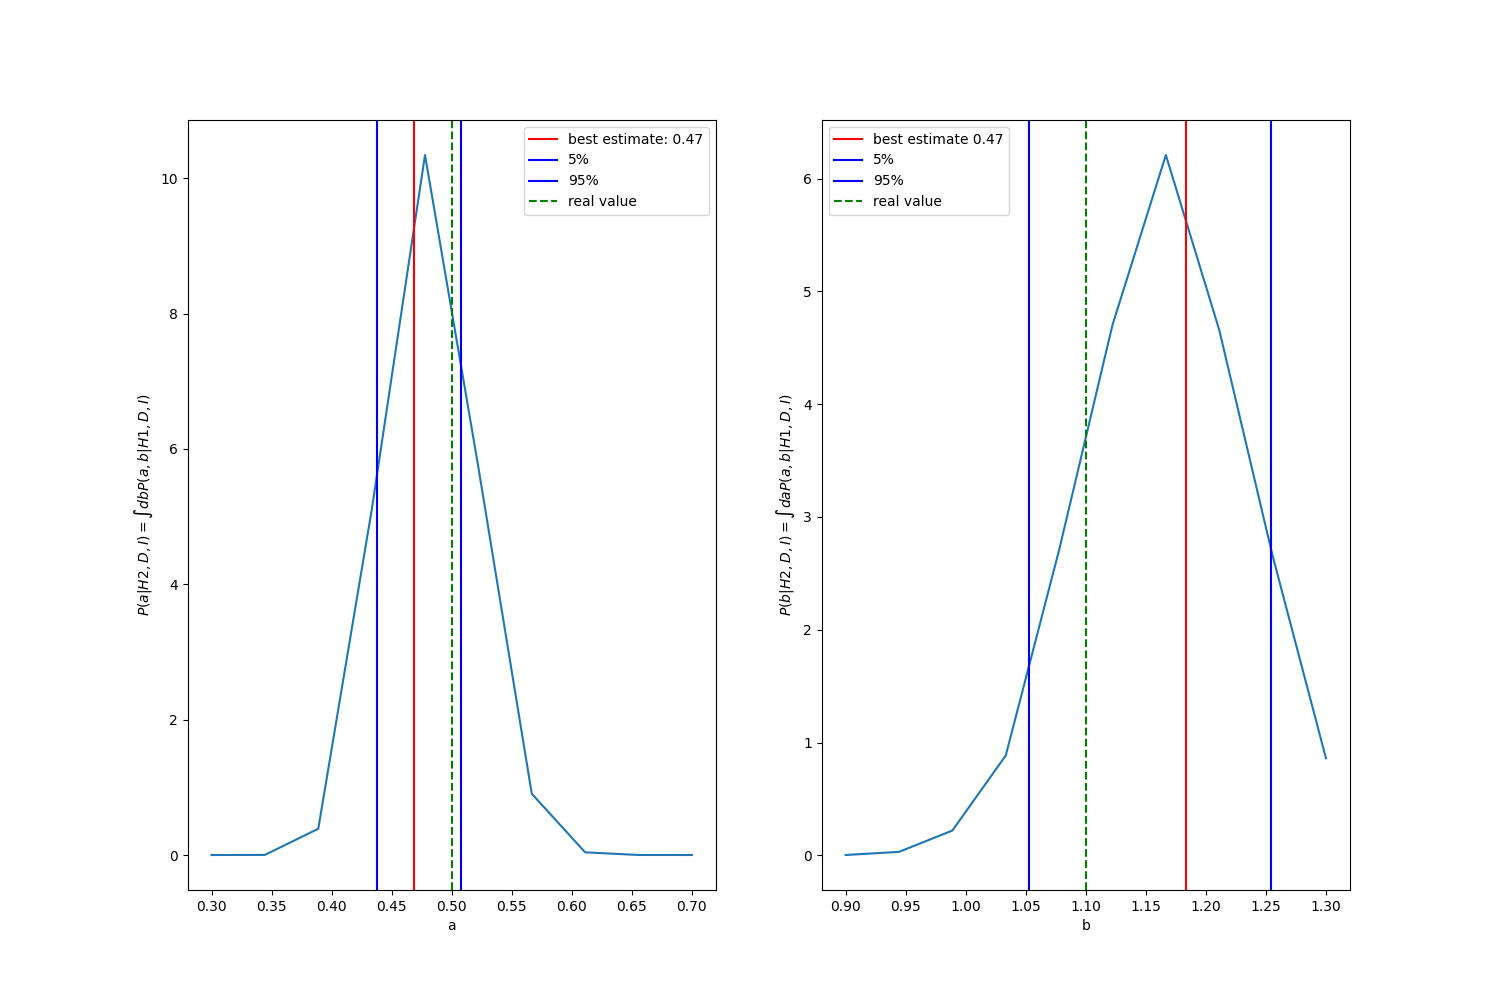 best estimate: 0.47
5%
95%
real value
10
8
6
4
2
0
P(a|H2, D, I) = ∫dbP(a, b|H1, D, I)
0.30 0.35 0.40 0.45 0.50 0.55 0.60 0.65 0.70
a
best estimate 0.47
5%
95%
real value
6
5
4
3
2
1
0
P(b|H2, D, I) = ∫daP(a, b|H1, D, I)
0.90 0.95 1.00 1.05 1.10 1.15 1.20 1.25 1.30
b